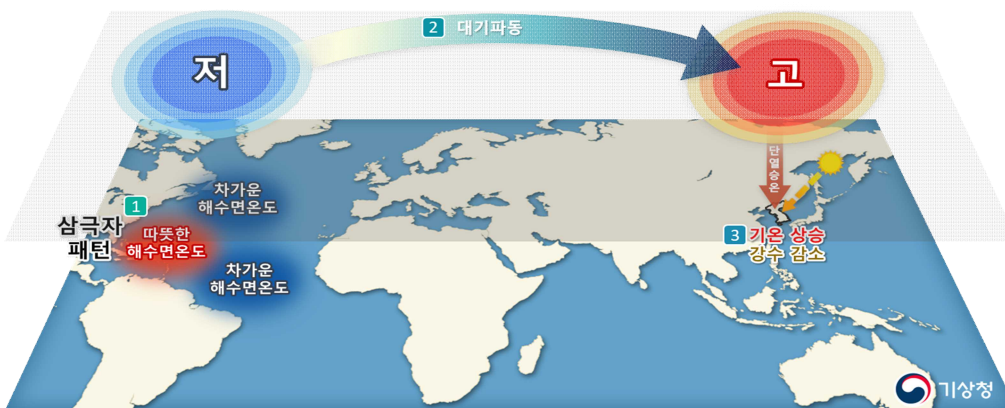 저
2 대기파동
고
단열승온
차가운
해수면온도
1
삼극자
패턴
따뜻한
해수면온도
차가운
해수면온도
3 기온 상승
강수 감소
기상청